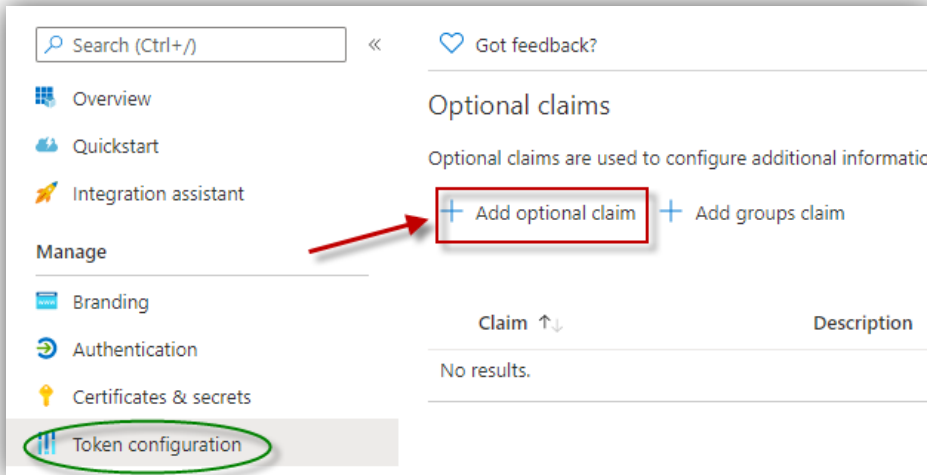 Search (Ctrl+/)
Overview
Quickstart
Integration assistant
Manage
Branding
Authentication
Certificates & secrets
Token configuration
Got feedback?
Optional claims
Optional claims are used to configure additional informatic
Add optional claim
Add groups claim
Claim
Description
No results.